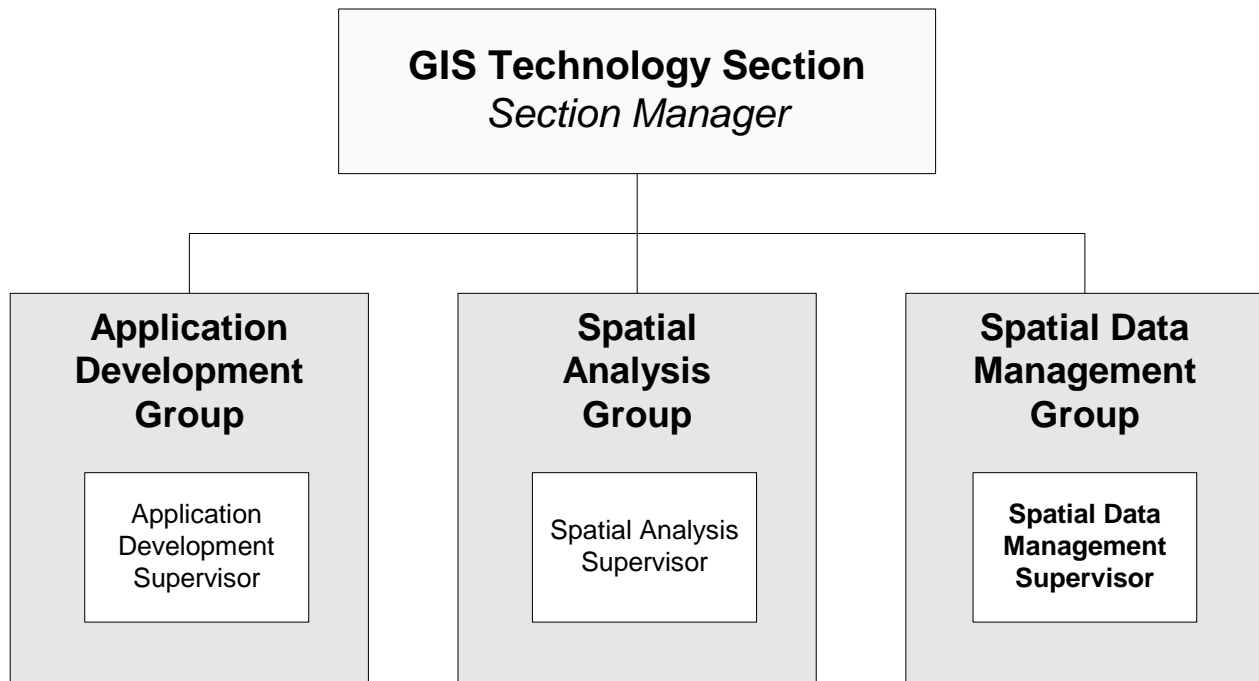 GIS Technology Section
Section Manager
Application
Development
Group
Application
Development
Supervisor
Spatial
Analysis
Group
Spatial Analysis
Supervisor
Spatial Data
Management
Group
Spatial Data
Management
Supervisor